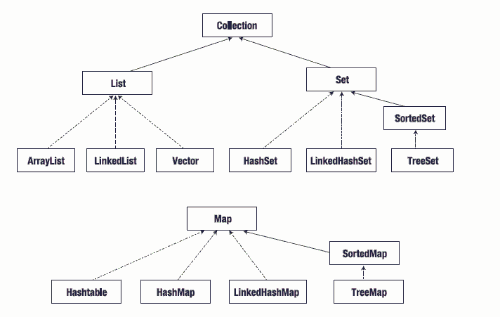 Collection
List
Set
SortedSet
ArrayList
LinkedList
Vector
HashSet
LinkedHashSet
TreeSet
Map
SortedMap
Hashtable
HashMap
LinkedHashMap
TreeMap